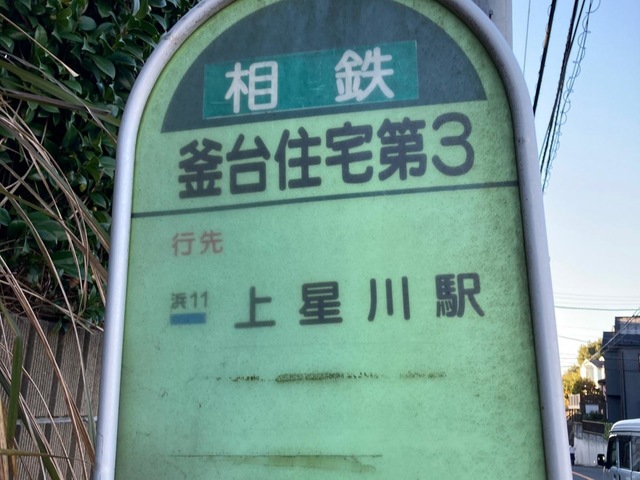 相鉄
釜台住宅第3
行先
浜11 上星川駅